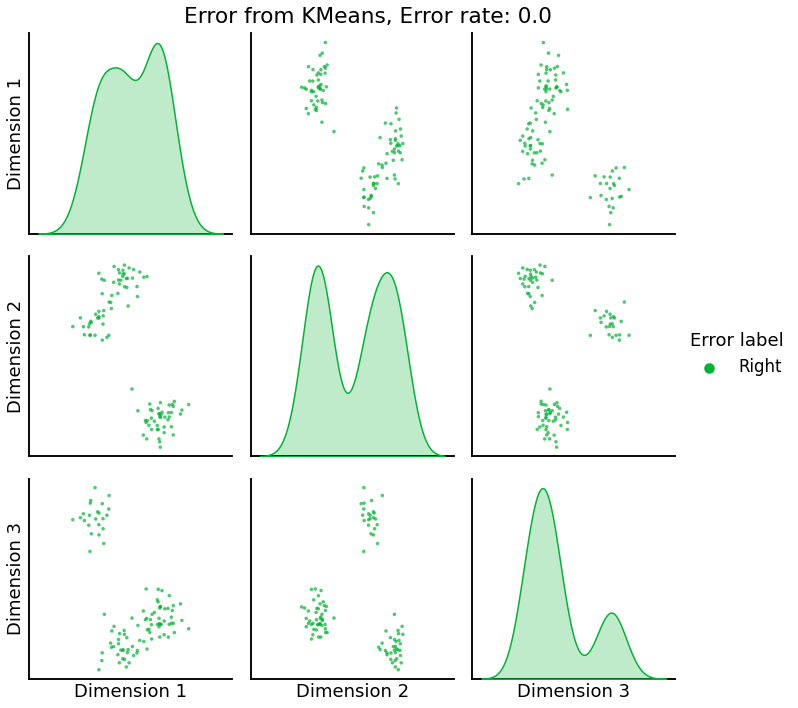 Error from KMeans, Error rate: 0.0
Dimension 1
Dimension 2
Error label
Right
Dimension 3
Dimension 1
Dimension 2
Dimension 3